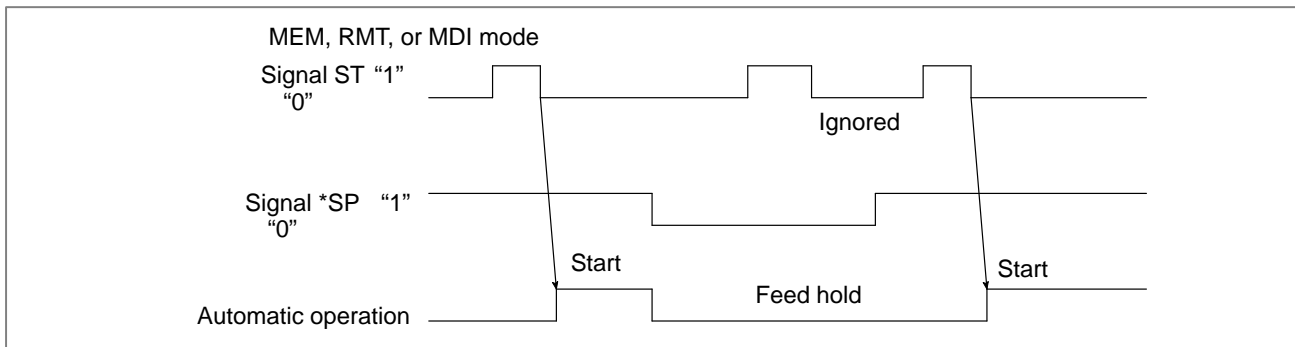 MEM, RMT, or MDI mode
Signal ST “1”
“0”
Ignored
Signal *SP “1”
“0”
Start
Start
Feed hold
Automatic operation